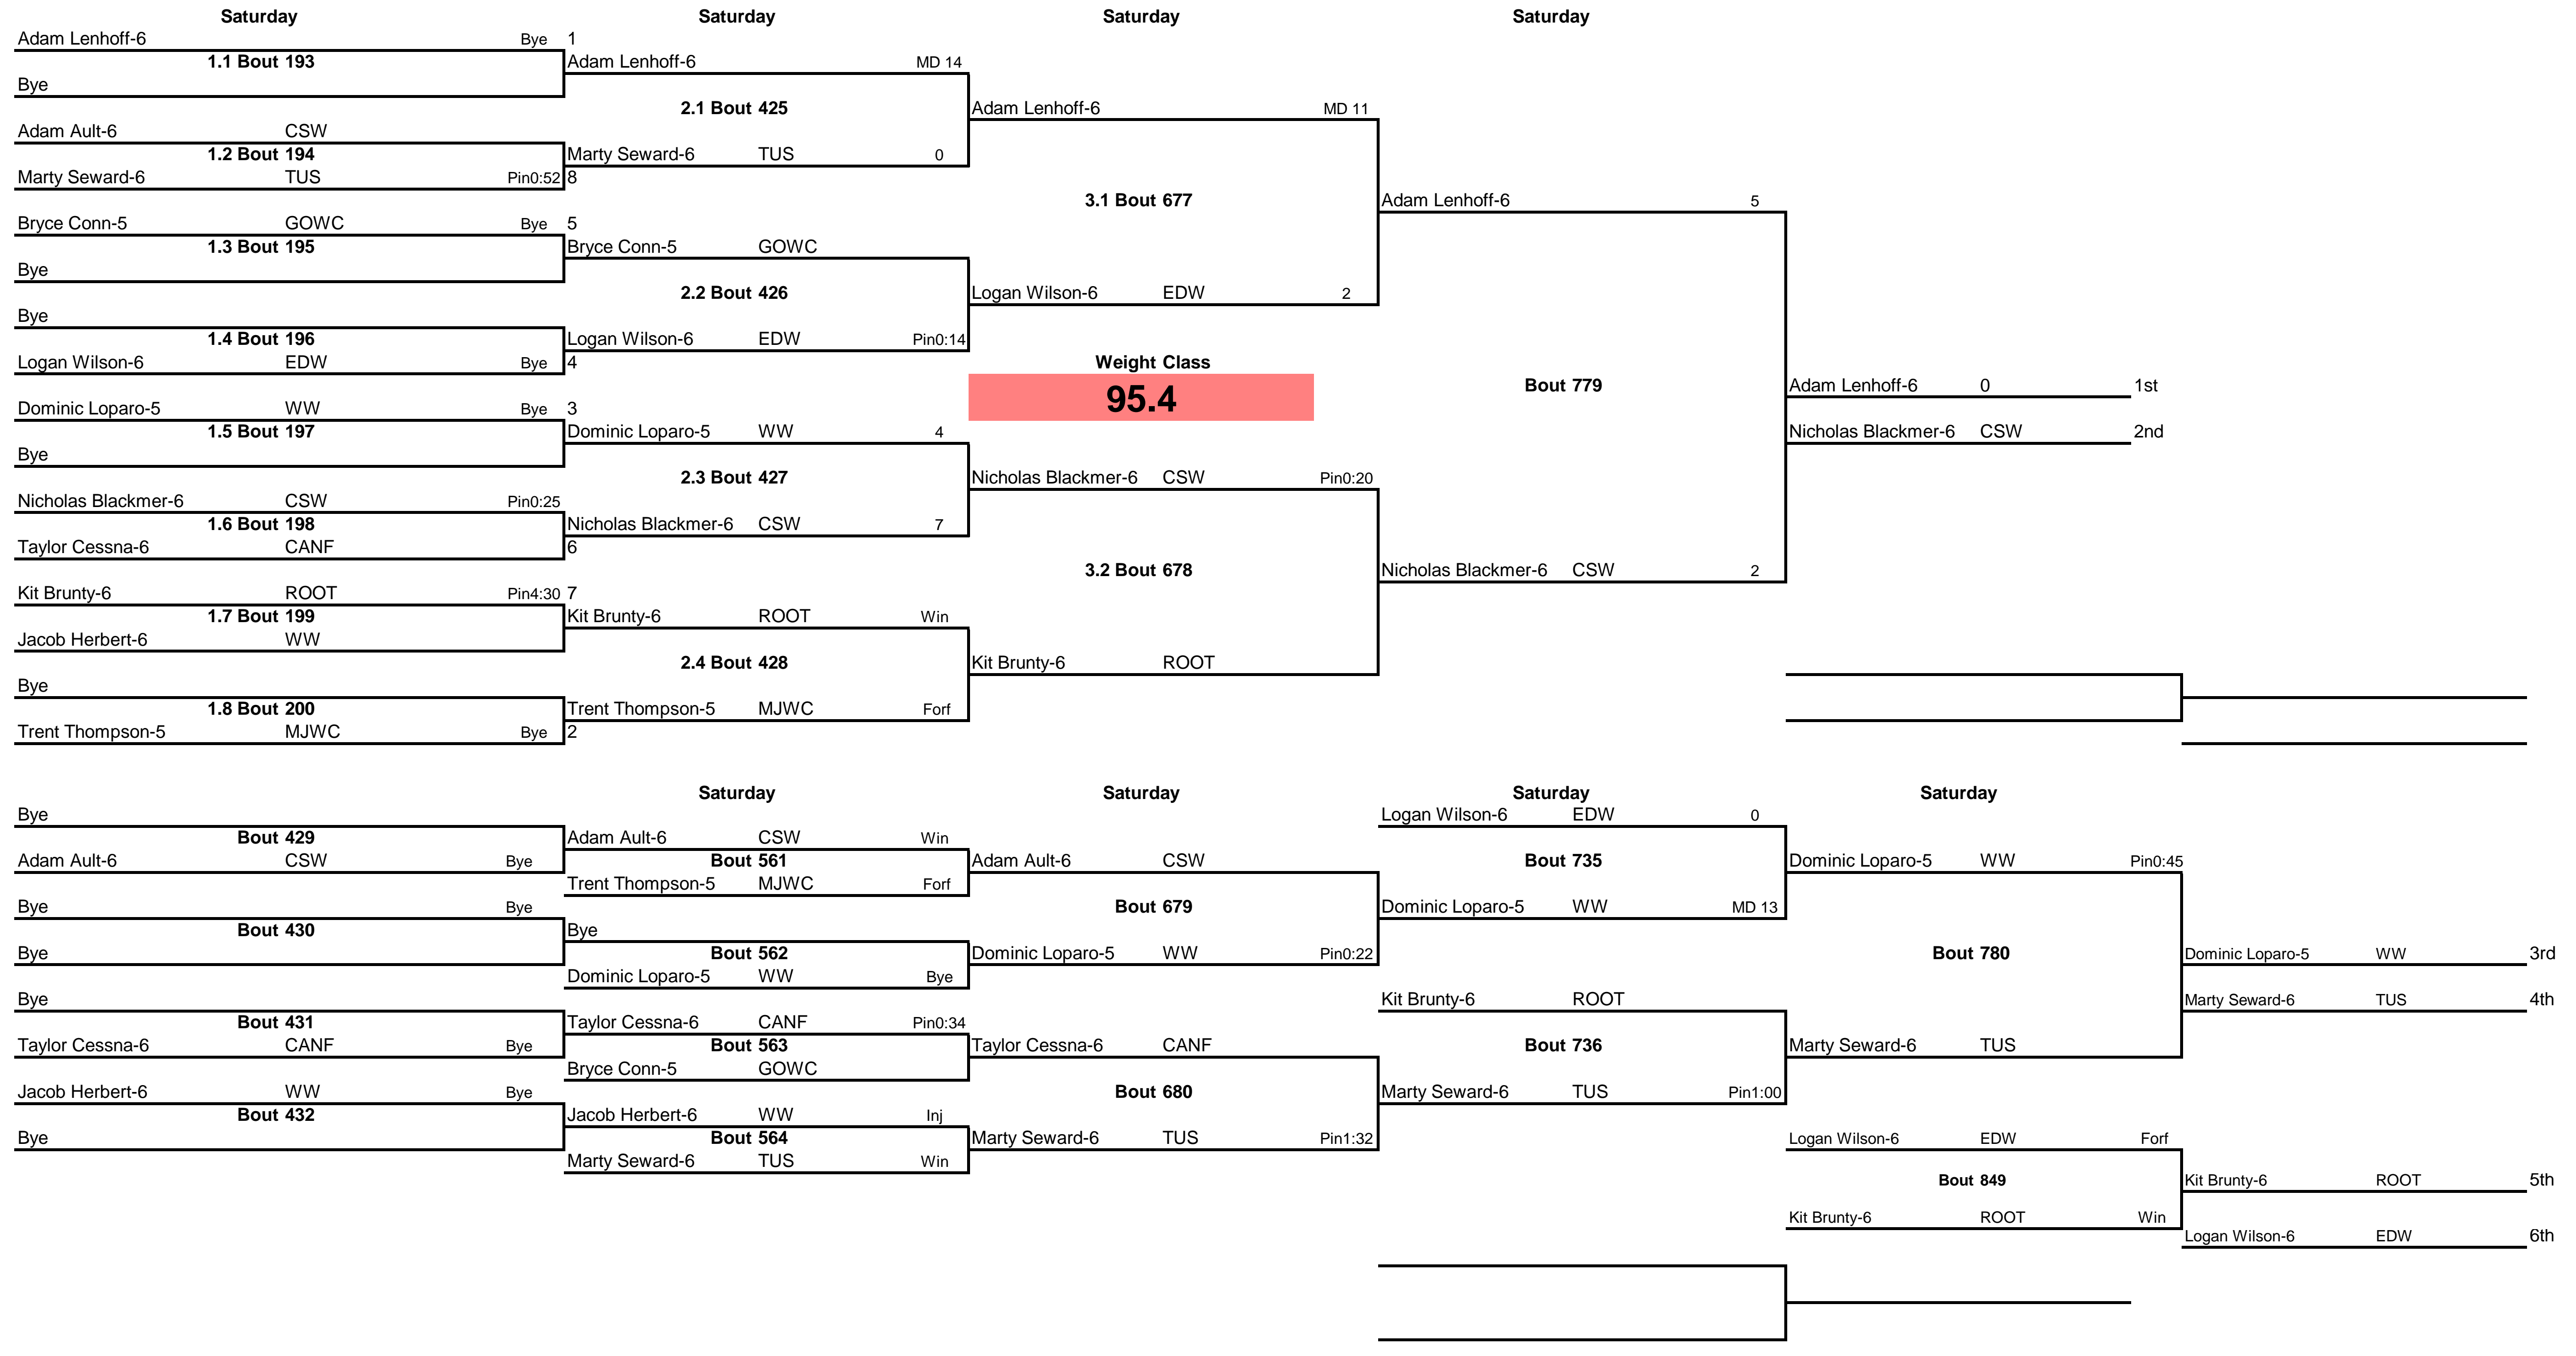 Saturday Saturday Saturday Saturday
Adam Lenhoff-6 Bye 1
1.1 Bout 193 Adam Lenhoff-6 MD 14
Bye
2.1 Bout 425 Adam Lenhoff-6 MD 11
Adam Ault-6 CSW
1.2 Bout 194 Marty Seward-6 TUS 0
Marty Seward-6 TUS Pin0:52 8
3.1 Bout 677 Adam Lenhoff-6 5
Bryce Conn-5 GOWC Bye 5
1.3 Bout 195 Bryce Conn-5 GOWC
Bye
2.2 Bout 426 Logan Wilson-6 EDW 2
Bye
1.4 Bout 196 Logan Wilson-6 EDW Pin0:14
Logan Wilson-6 EDW Bye 4 Weight Class
95.4 Bout 779 Adam Lenhoff-6 0 1st
Dominic Loparo-5 WW Bye 3
1.5 Bout 197 Dominic Loparo-5 WW 4 Nicholas Blackmer-6 CSW 2nd
Bye
2.3 Bout 427 Nicholas Blackmer-6 CSW Pin0:20
Nicholas Blackmer-6 CSW Pin0:25
1.6 Bout 198 Nicholas Blackmer-6 CSW 7
Taylor Cessna-6 CANF 6
3.2 Bout 678 Nicholas Blackmer-6 CSW 2
Kit Brunty-6 ROOT Pin4:30 7
1.7 Bout 199 Kit Brunty-6 ROOT Win
Jacob Herbert-6 WW
2.4 Bout 428 Kit Brunty-6 ROOT
Bye
1.8 Bout 200 Trent Thompson-5 MJWC Forf
Trent Thompson-5 MJWC Bye 2
Saturday Saturday Saturday Saturday
Bye Logan Wilson-6 EDW 0
Bout 429 Adam Ault-6 CSW Win
Adam Ault-6 CSW Bye Bout 561 Adam Ault-6 CSW Bout 735 Dominic Loparo-5 WW Pin0:45
Trent Thompson-5 MJWC Forf
Bye Bye Bout 679 Dominic Loparo-5 WW MD 13
Bout 430 Bye
Bye Bout 562 Dominic Loparo-5 WW Pin0:22 Bout 780 Dominic Loparo-5 WW 3rd
Dominic Loparo-5 WW Bye
Bye Kit Brunty-6 ROOT Marty Seward-6 TUS 4th
Bout 431 Taylor Cessna-6 CANF Pin0:34
Taylor Cessna-6 CANF Bye Bout 563 Taylor Cessna-6 CANF Bout 736 Marty Seward-6 TUS
Bryce Conn-5 GOWC
Jacob Herbert-6 WW Bye Bout 680 Marty Seward-6 TUS Pin1:00
Bout 432 Jacob Herbert-6 WW Inj
Bye Bout 564 Marty Seward-6 TUS Pin1:32 Logan Wilson-6 EDW Forf
Marty Seward-6 TUS Win
Bout 849 Kit Brunty-6 ROOT 5th
Kit Brunty-6 ROOT Win
Logan Wilson-6 EDW 6th